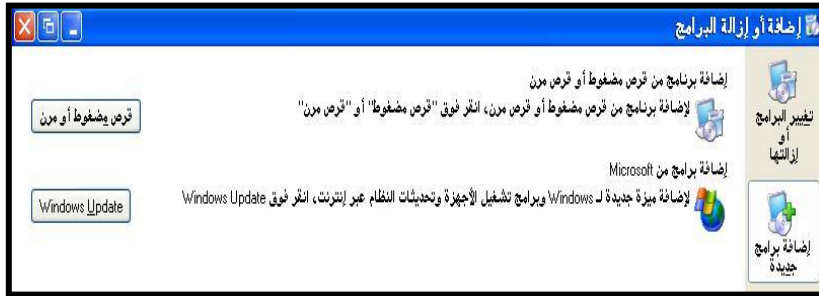 إضافة أو إزالة البرامج
تغيير البرامج
أو
إزالتها
إضافة برامج
جديدة
إضافة برنامج من قرص مضغوط أو قرص مرن
لإضافة برنامج من قرص مضغوط أو قرص مرن، انقر فوق "قرص مضغوط" أو "قرص مرن"
قرص مضغوط أو مرن
إضافة برامج من Microsoft
لإضافة ميزة جديدة لـ Windows وبرامج تشغيل الأجهزة وتحديثات النظام عبر إنترنت، انقر فوق Windows Update
Windows Update